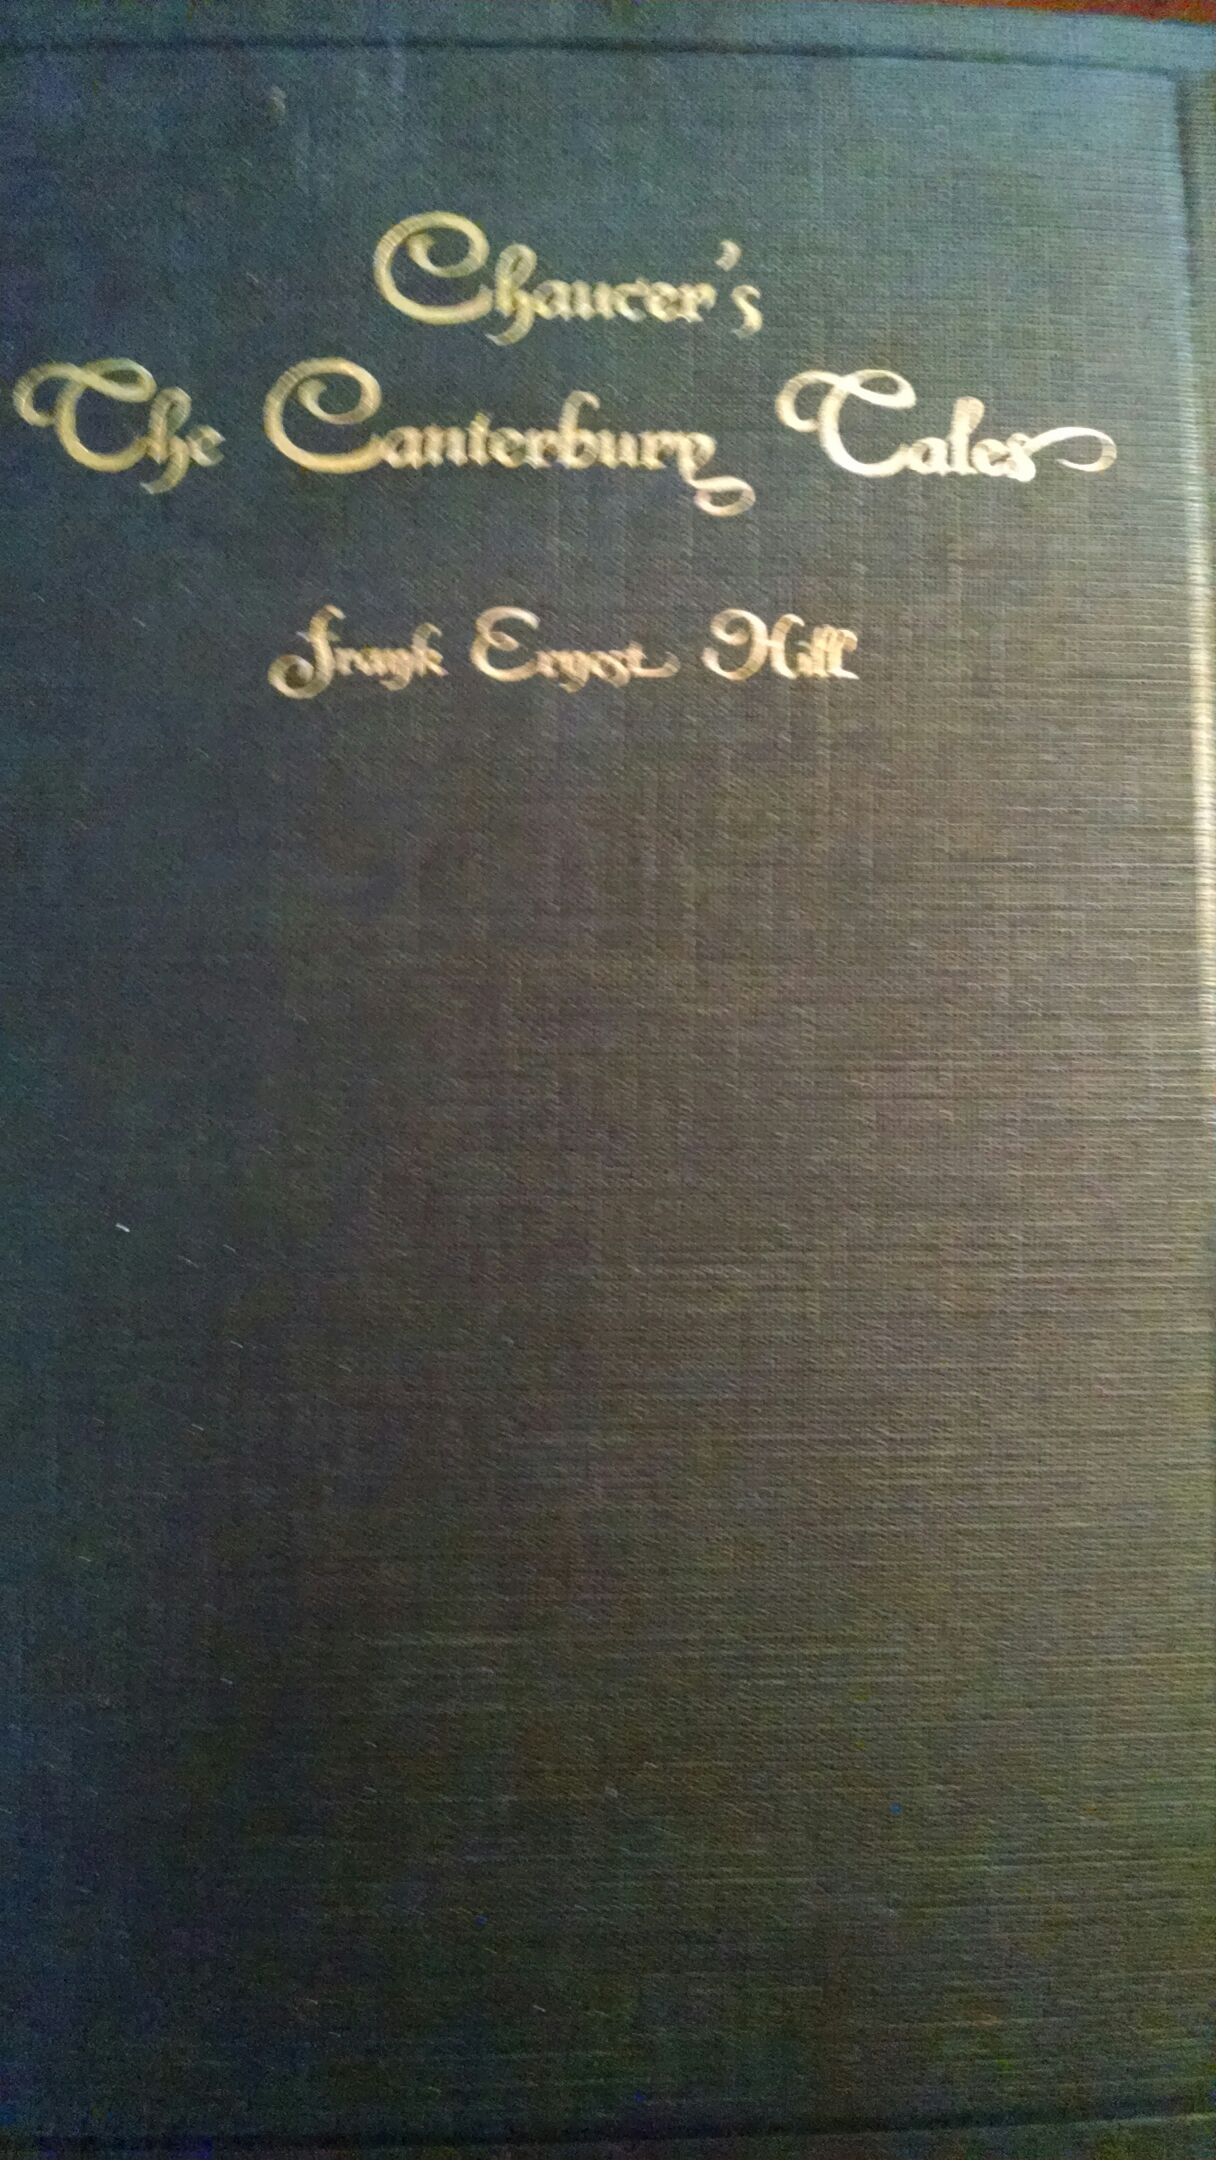 Chaucer's
The Canterbury Tales
Frank Ernest Hill